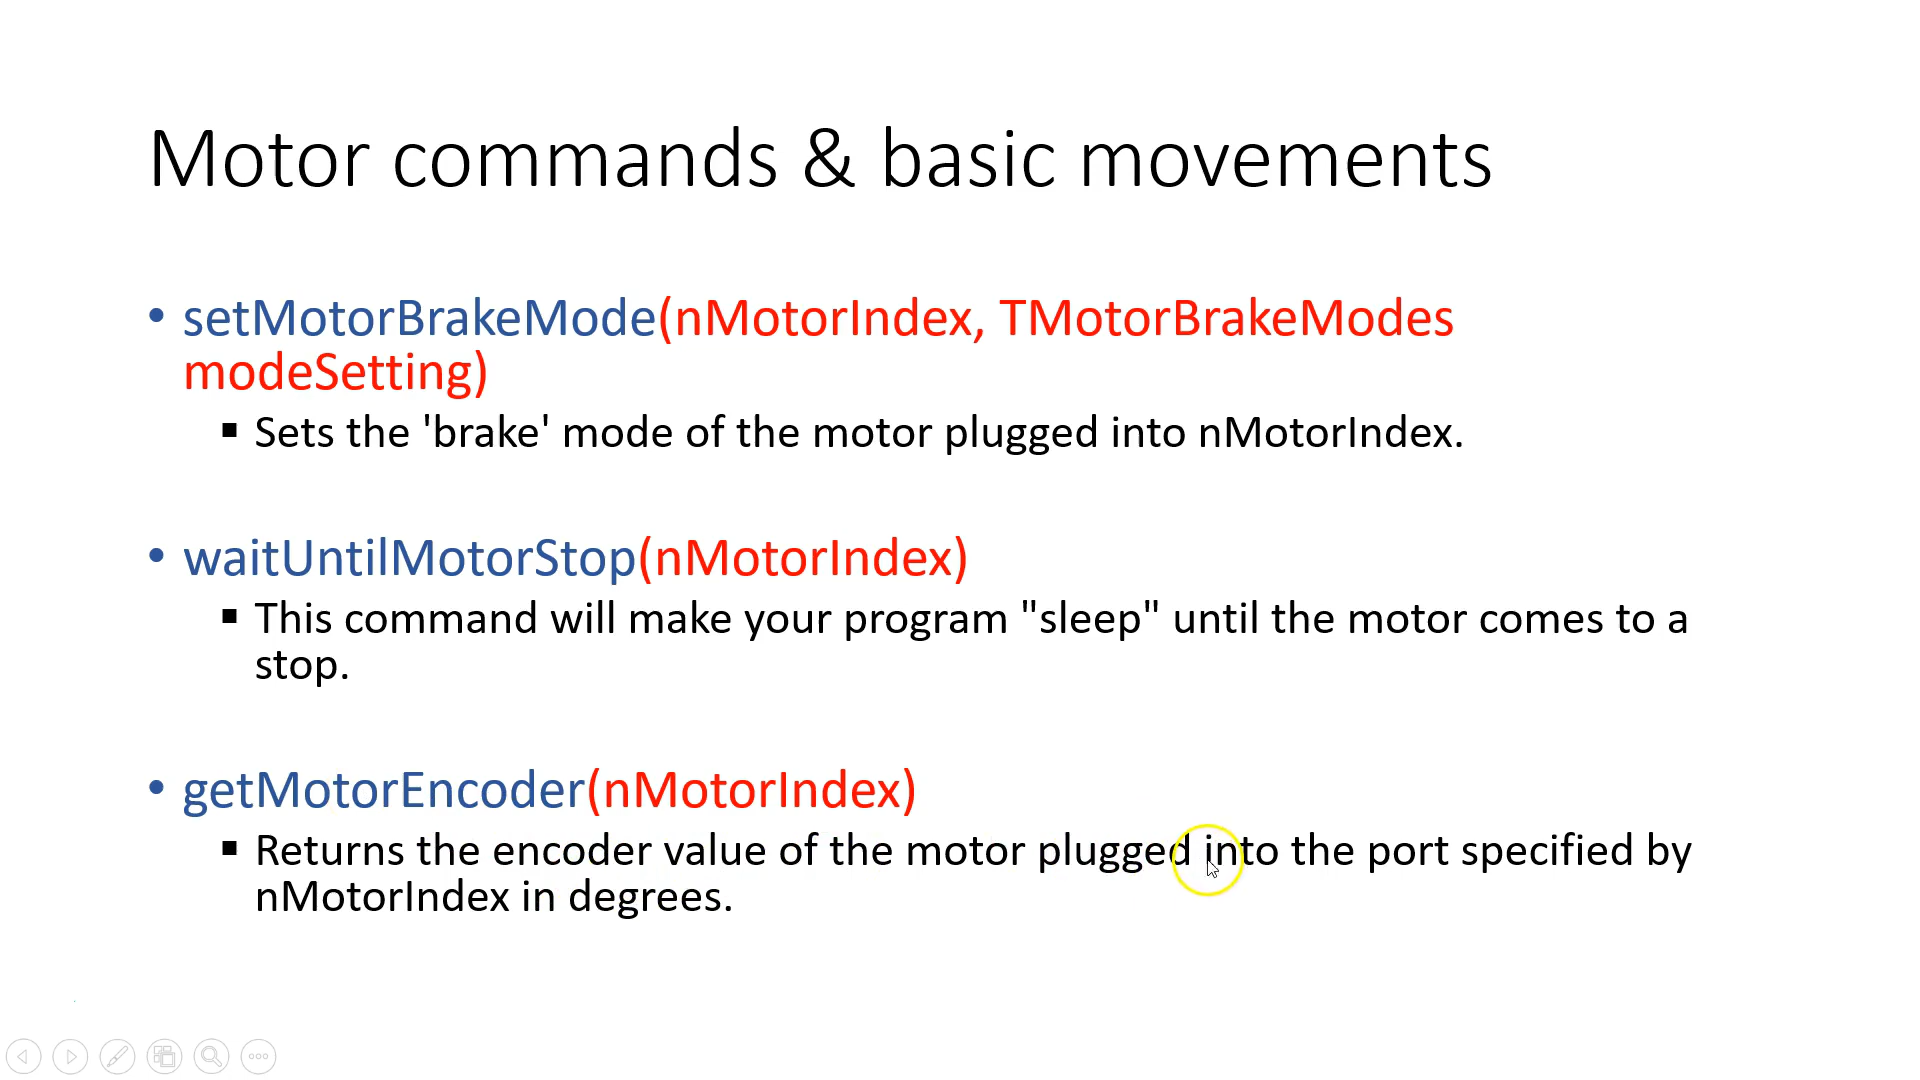 Motor commands & basic movements
• setMotorBrakeMode(nMotorIndex, TMotorBrakeModes
modeSetting)
▪ Sets the 'brake' mode of the motor plugged into nMotorIndex.
• waitUntilMotorStop(nMotorIndex)
▪ This command will make your program "sleep" until the motor comes to a
stop.
• getMotorEncoder(nMotorIndex)
▪ Returns the encoder value of the motor plugged into the port specified by
nMotorIndex in degrees.